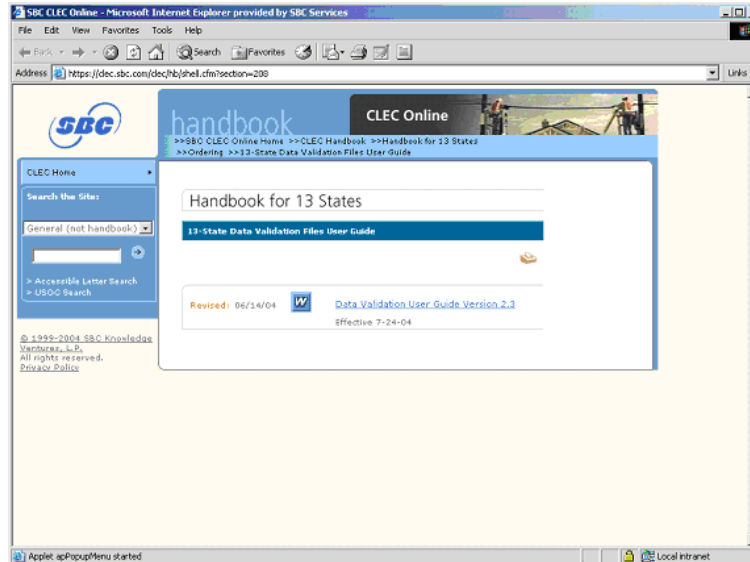 SBC CLEC Online - Microsoft Internet Explorer provided by SBC Services
File Edit View Favorites Tools Help
Back Search Favorites
Address https://clec.sbc.com/clec/hb/shell.cfm?section=208 Links
SBC
handbook
CLEC Online
>>SBC CLEC Online Home >>CLEC Handbook >>Handbook for 13 States
>>Ordering >>13-State Data Validation Files User Guide
CLEC Home
Search the Site:
General (not handbook)
> Accessible Letter Search
> USOC Search
© 1999-2004 SBC Knowledge
Ventures, L.P.
All rights reserved.
Privacy Policy
Handbook for 13 States
13-State Data Validation Files User Guide
Revised: 06/14/04 W Data Validation User Guide Version 2.3
Effective 7-24-04
Applet apPopupMenu started Local intranet